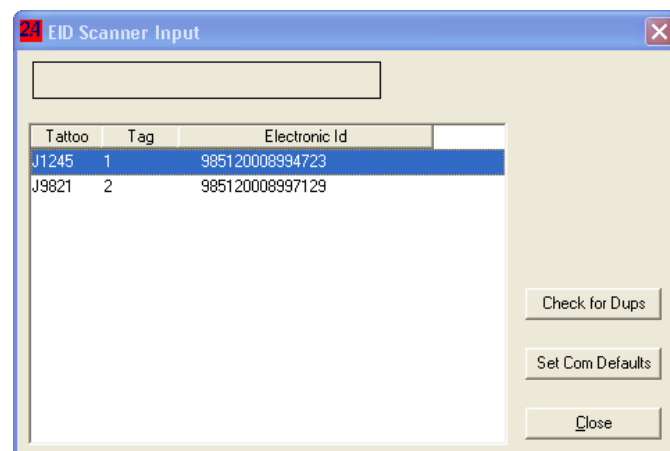 2A EID Scanner Input
Tattoo Tag Electronic Id
J1245 1 985120008994723
J9821 2 985120008997129
Check for Dups
Set Com Defaults
Close